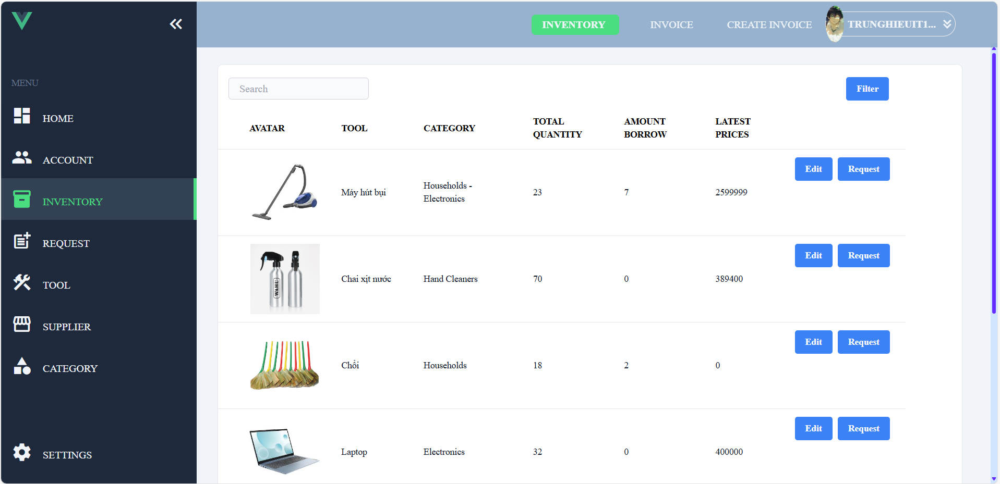 INVENTORY
INVOICE
CREATE INVOICE
TRUNGHIEUIT1...
MENU
HOME
ACCOUNT
INVENTORY
REQUEST
TOOL
SUPPLIER
CATEGORY
SETTINGS
Search
Filter
AVATAR
TOOL
CATEGORY
TOTAL
QUANTITY
AMOUNT
BORROW
LATEST
PRICES
Máy hút bụi
Households -
Electronics
23
7
2599999
Edit
Request
WAHL
Chai xịt nước
Hand Cleaners
70
0
389400
Edit
Request
Chổi
Households
18
2
0
Edit
Request
Laptop
Electronics
32
0
400000
Edit
Request